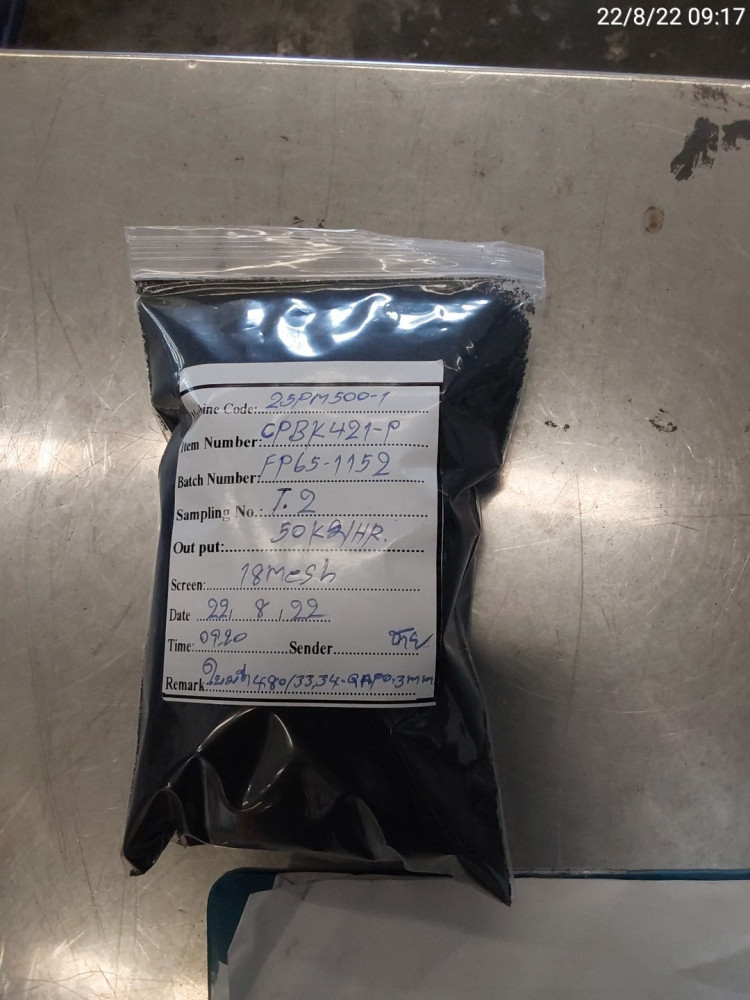 22/8/22 09:17
ine Code: 25PM500-1
Item Number: CPBK421-P
Batch Number: FP65-1152
Sampling No.: T.2
Out put: 50Kg/HR.
Screen: 18Mesh
Date 22, 8, 22
Time: 0920 Sender
Remark 480/33,34-GAP0.3mm